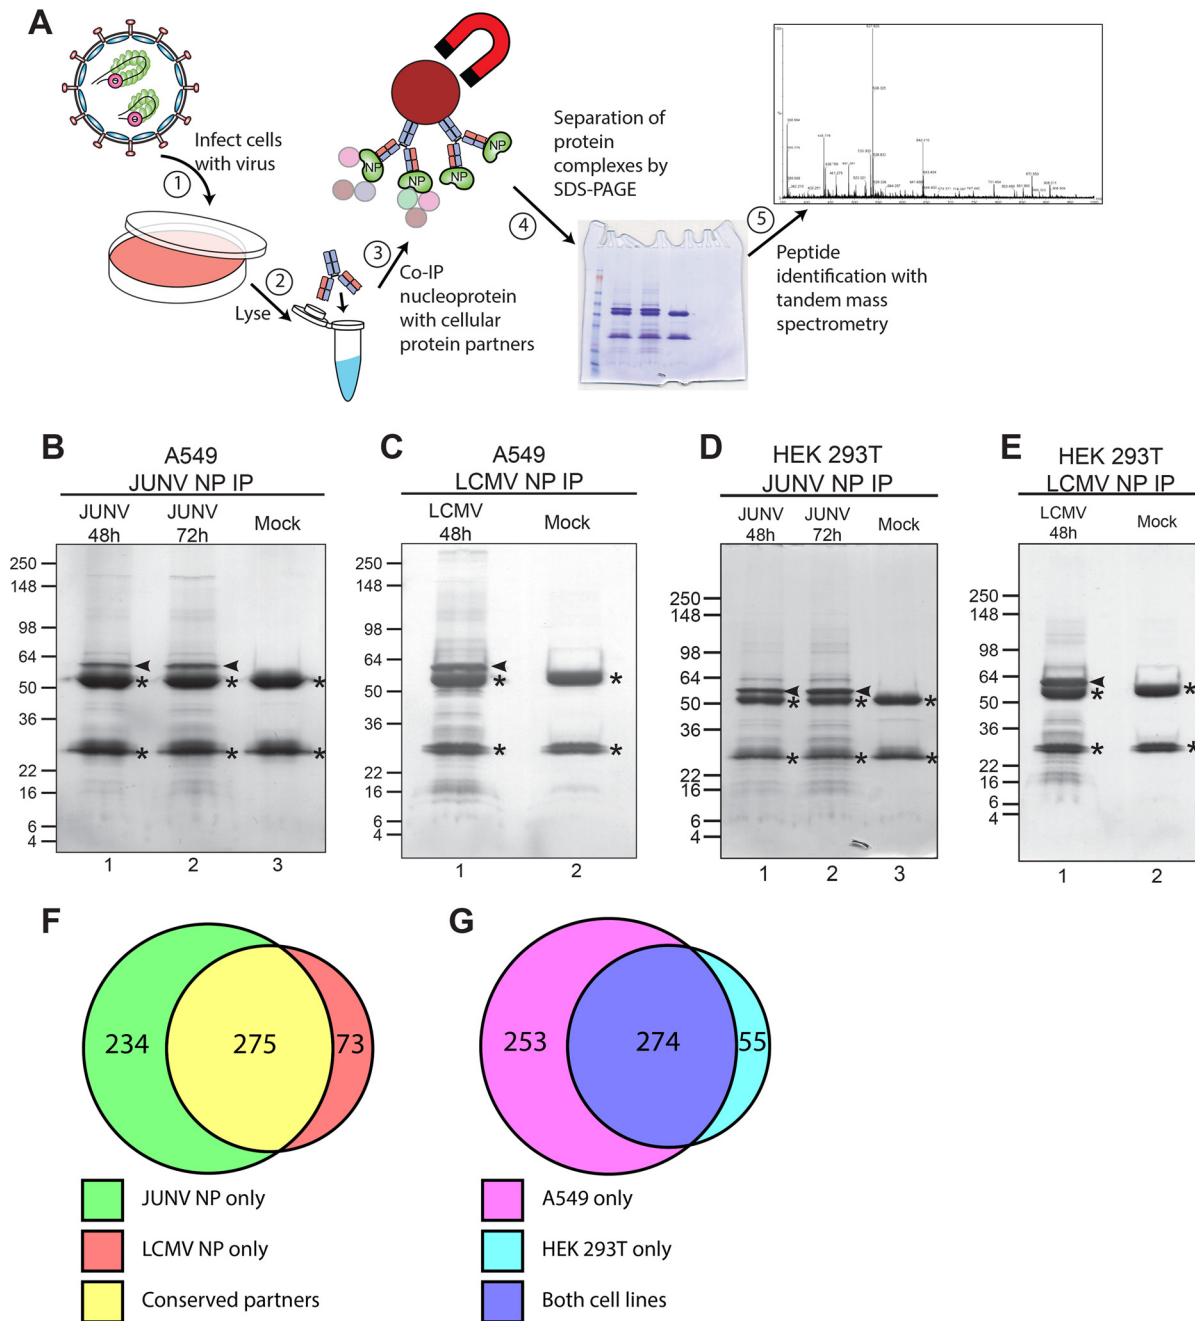 A
Infect cells
with virus
1
2
Lyse
3
Co-IP
nucleoprotein
with cellular
protein partners
NP
NP
NP
NP
Separation of
protein
complexes by
SDS-PAGE
4
5
Peptide
identification with
tandem mass
spectrometry
B
A549
JUNV NP IP
JUNV
48h
JUNV
72h
Mock
250
148
98
64
50
36
22
16
6
4
*
*
*
*
*
*
1 2 3
C
A549
LCMV NP IP
LCMV
48h
Mock
250
148
98
64
50
36
22
16
6
4
*
*
*
*
1 2
D
HEK 293T
JUNV NP IP
JUNV
48h
JUNV
72h
Mock
250
148
98
64
50
36
22
16
6
4
*
*
*
*
*
*
1 2 3
E
HEK 293T
LCMV NP IP
LCMV
48h
Mock
250
148
98
64
50
36
22
16
6
4
*
*
*
*
1 2
F
234 275 73
JUNV NP only
LCMV NP only
Conserved partners
G
253 274 55
A549 only
HEK 293T only
Both cell lines